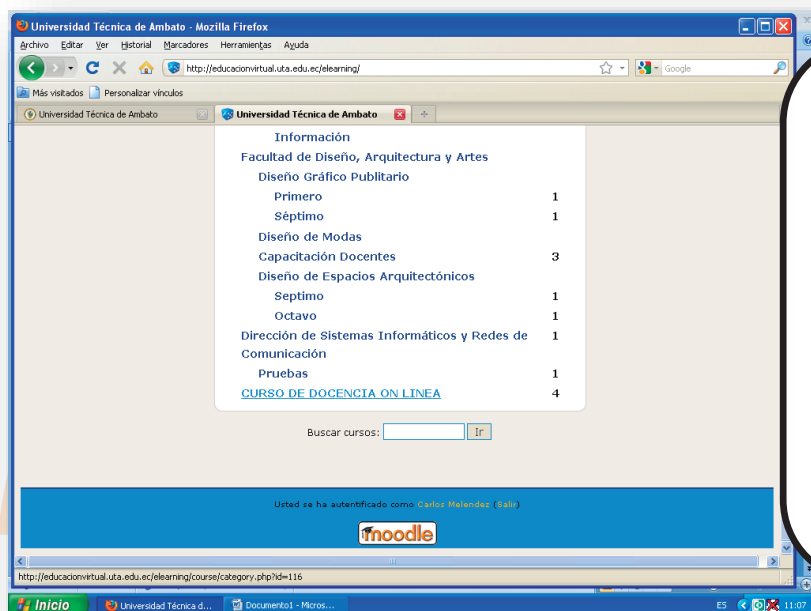 Universidad Técnica de Ambato - Mozilla Firefox
Archivo Editar Ver Historial Marcadores Herramientas Ayuda
http://educacionvirtual.uta.edu.ec/elearning/ Google
Más visitados Personalizar vínculos
Universidad Técnica de Ambato Universidad Técnica de Ambato
Información
Facultad de Diseño, Arquitectura y Artes
Diseño Gráfico Publitario
Primero 1
Séptimo 1
Diseño de Modas
Capacitación Docentes 3
Diseño de Espacios Arquitectónicos
Septimo 1
Octavo 1
Dirección de Sistemas Informáticos y Redes de 1
Comunicación
Pruebas 1
CURSO DE DOCENCIA ON LINEA 4
Buscar cursos: Ir
Usted se ha autentificado como Carlos Melendez (Salir)
moodle
http://educacionvirtual.uta.edu.ec/elearning/course/category.php?id=116
Inicio Universidad Técnica d... Documento1 - Micros... ES 11:07